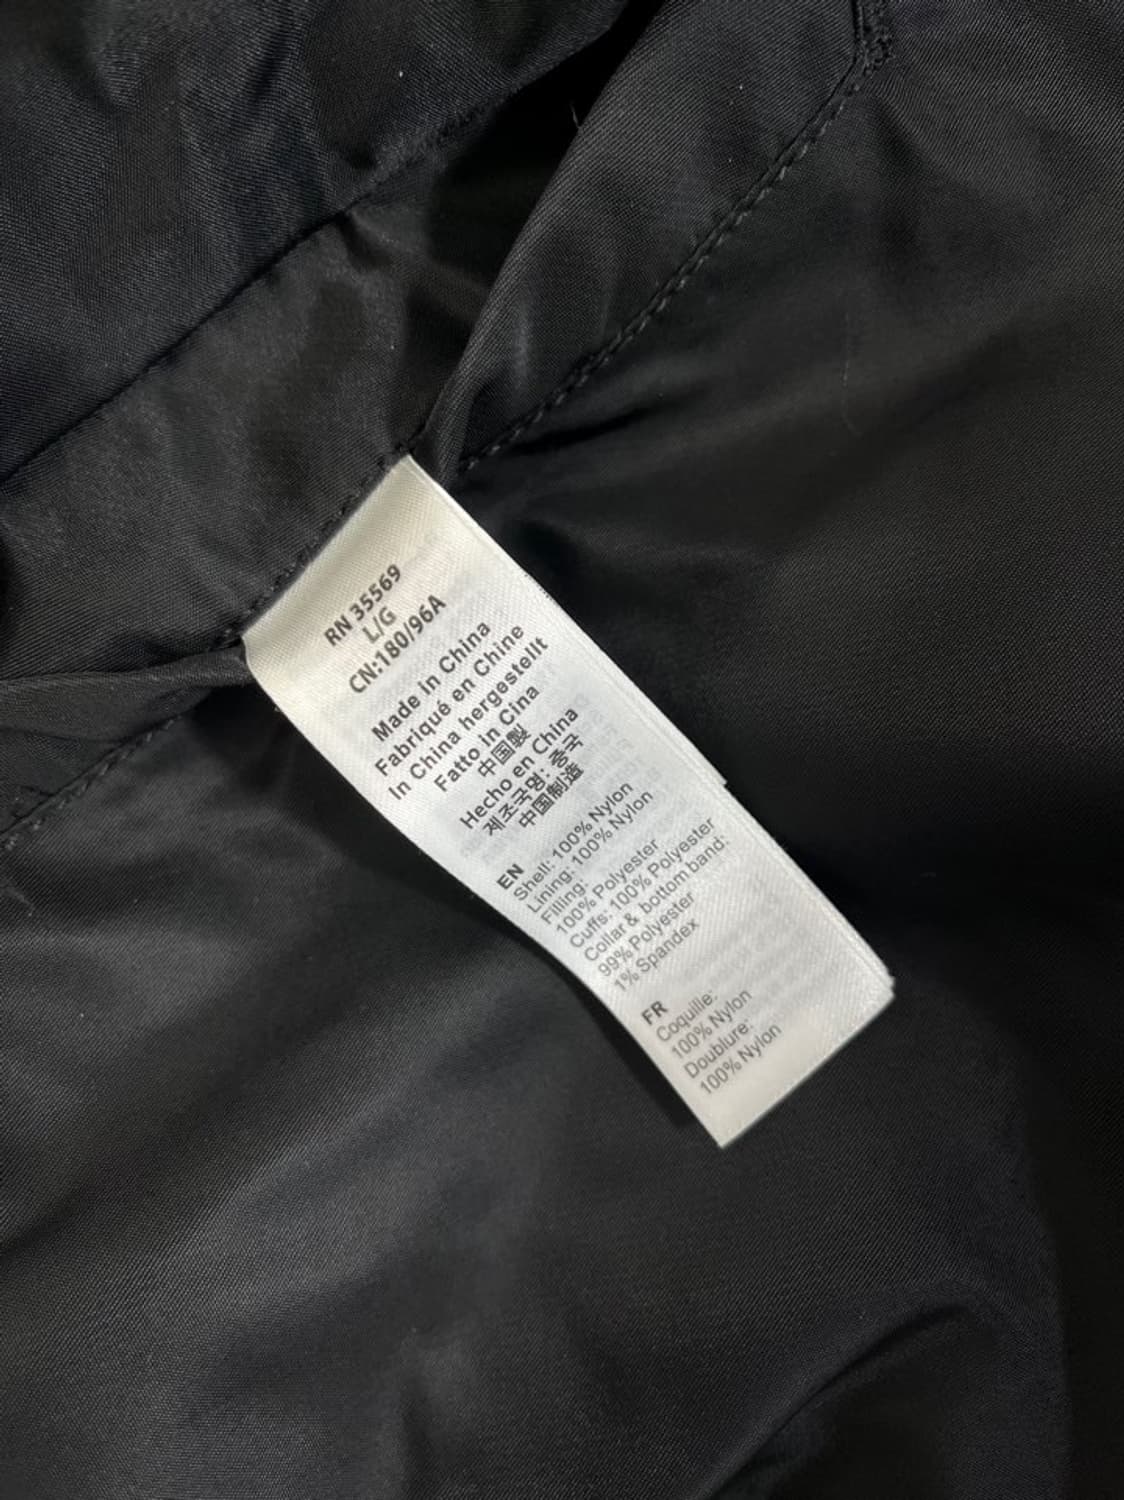 RN 35569
L/G
CN:180/96A
Made in China
Fabriqué en Chine
In China hergestellt
Fatto in Cina
中国製
Hecho en China
제조국명: 중국
中国制造
EN
Shell: 100% Nylon
Lining: 100% Nylon
Filling:
100% Polyester
Cuffs: 100% Polyester
Collar & bottom band:
99% Polyester
1% Spandex
FR
Coquille:
100% Nylon
Doublure:
100% Nylon